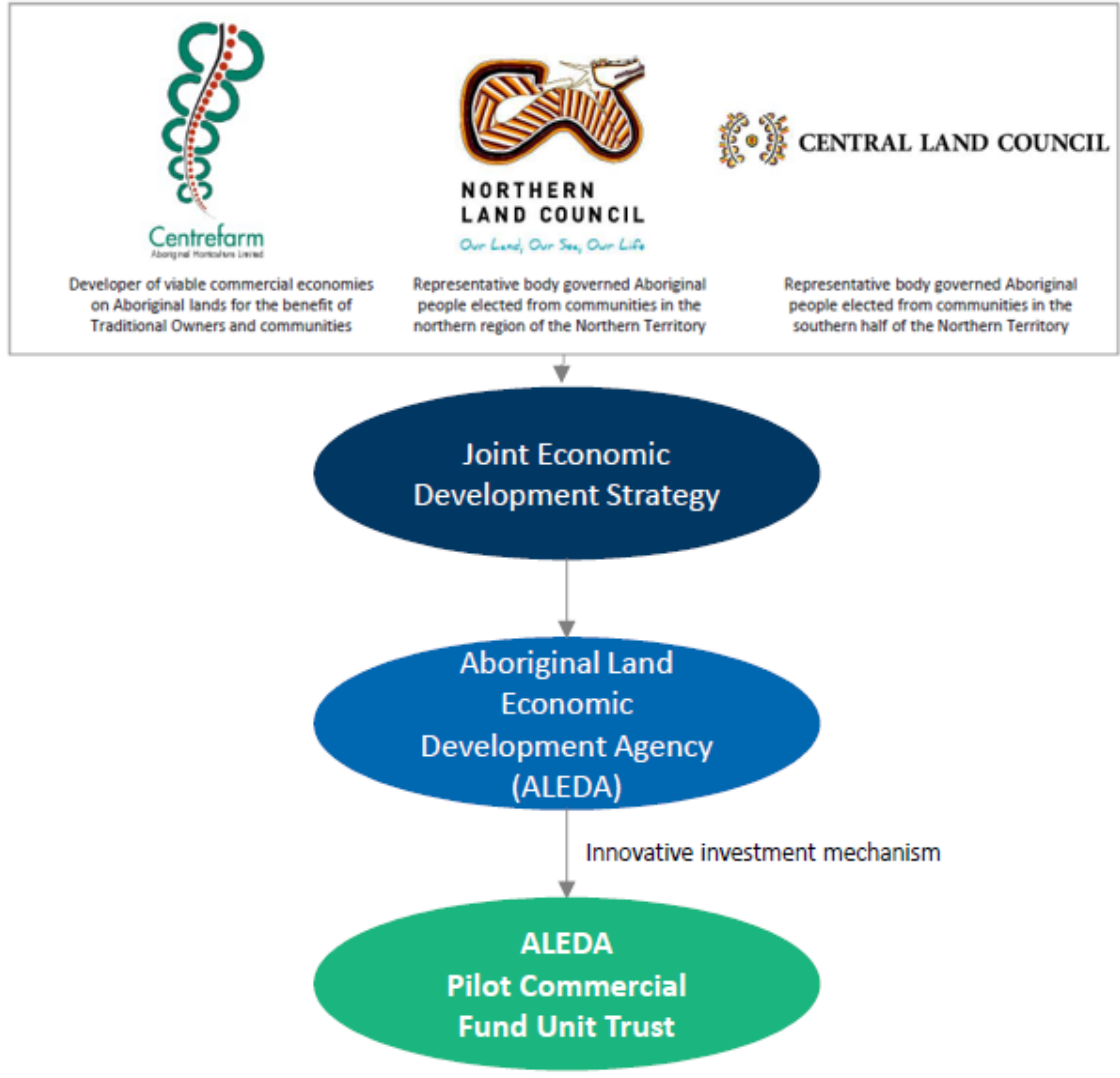 Centrefarm
Aboriginal Horticulture Limited
Developer of viable commercial economies
on Aboriginal lands for the benefit of
Traditional Owners and communities
NORTHERN
LAND COUNCIL
Our Land, Our Sea, Our Life
Representative body governed Aboriginal
people elected from communities in the
northern region of the Northern Territory
CENTRAL LAND COUNCIL
Representative body governed Aboriginal
people elected from communities in the
southern half of the Northern Territory
Joint Economic
Development Strategy
Aboriginal Land
Economic
Development Agency
(ALEDA)
Innovative investment mechanism
ALEDA
Pilot Commercial
Fund Unit Trust